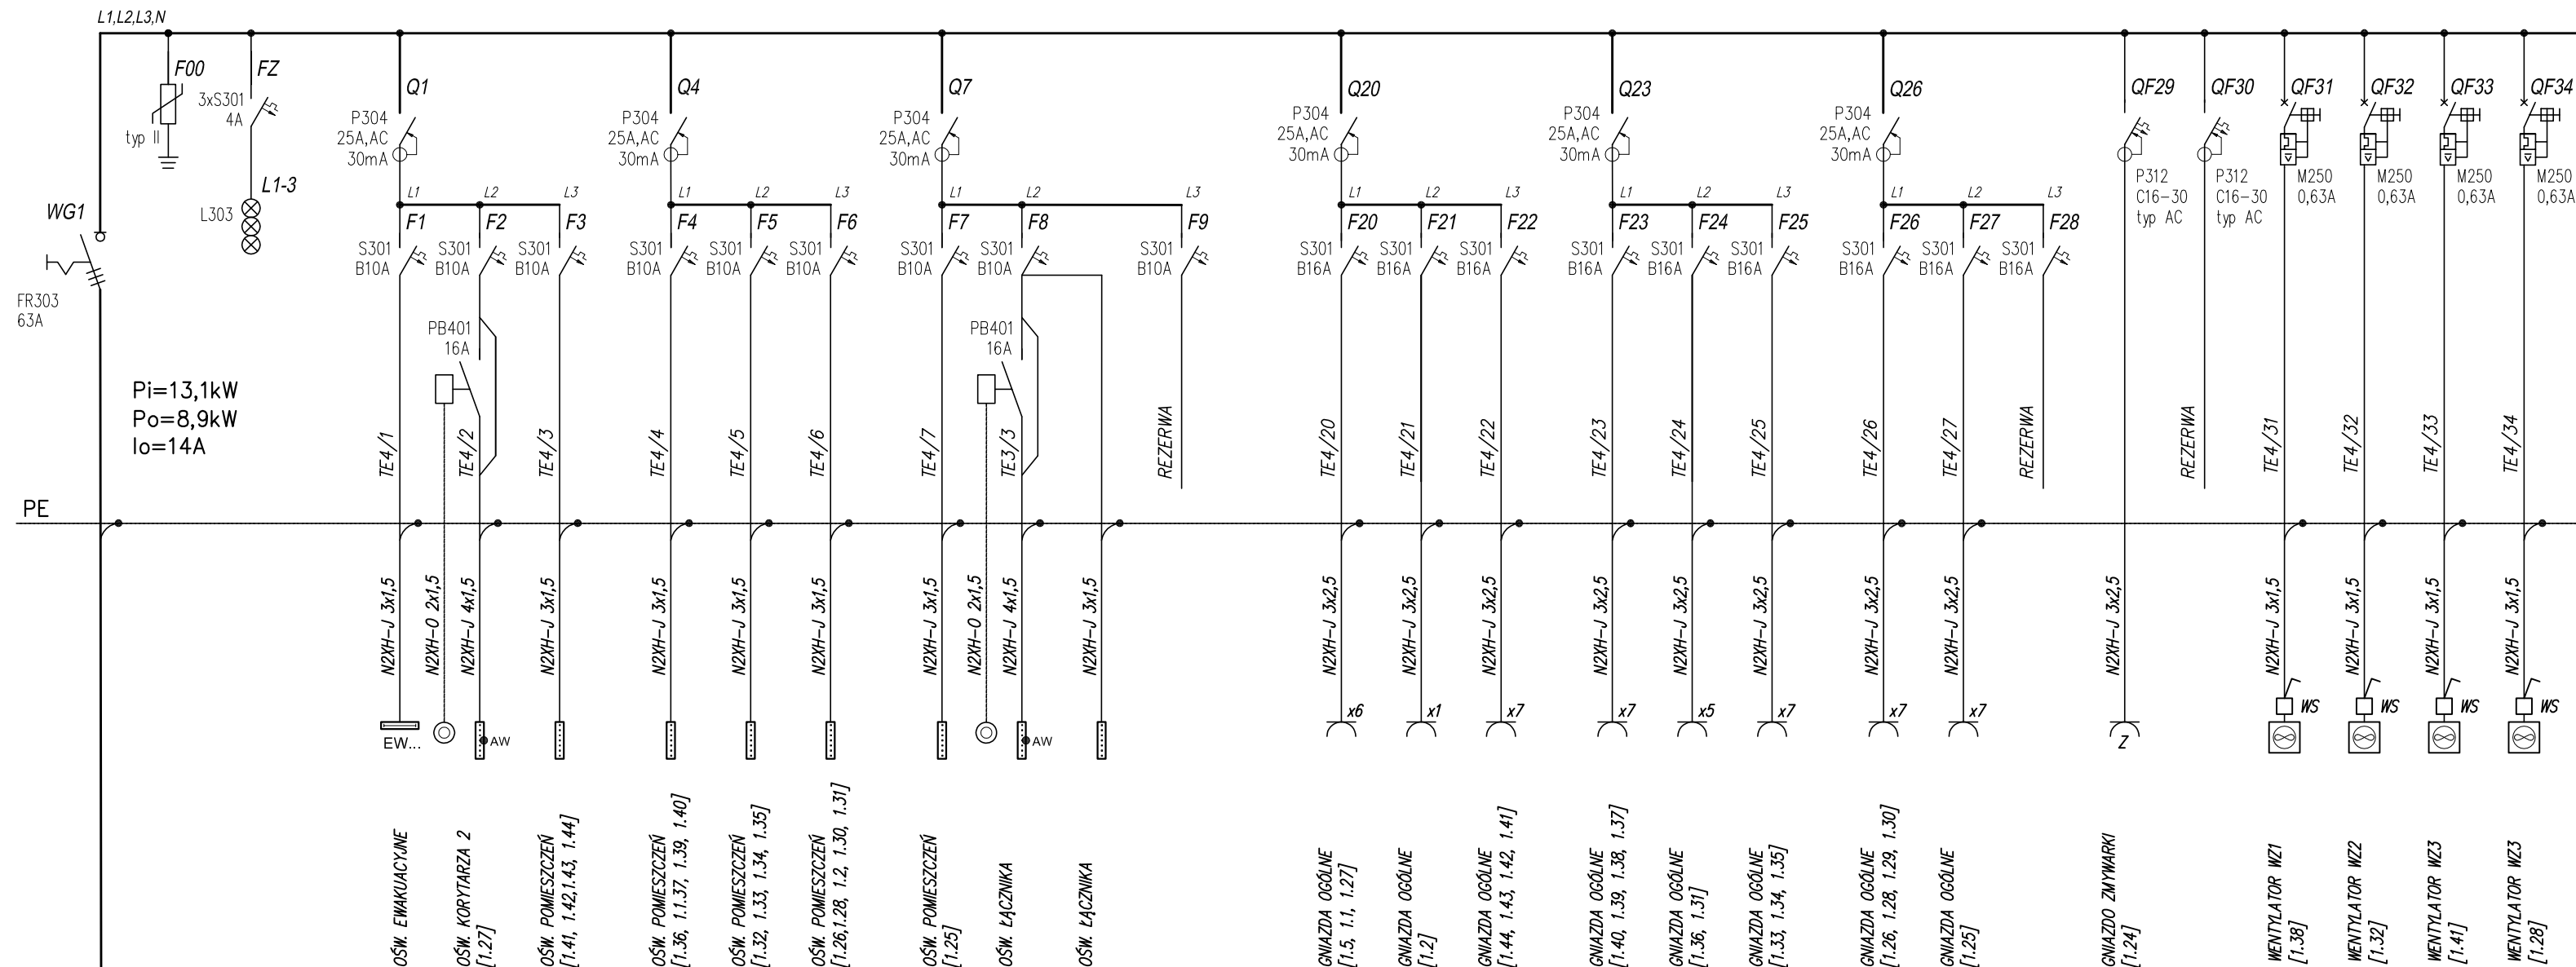 L1,L2,L3,N
WG1
FR303
63A
F00
typ II
FZ
3xS301
4A
L1-3
L303
Pi=13,1kW
Po=8,9kW
Io=14A
PE
Q1
P304
25A,AC
30mA
L1
L2
L3
F1
S301
B10A
F2
S301
B10A
F3
S301
B10A
PB401
16A
Q4
P304
25A,AC
30mA
L1
L2
L3
F4
S301
B10A
F5
S301
B10A
F6
S301
B10A
Q7
P304
25A,AC
30mA
L1
L2
L3
F7
S301
B10A
F8
S301
B10A
F9
S301
B10A
PB401
16A
Q20
P304
25A,AC
30mA
L1
L2
L3
F20
S301
B16A
F21
S301
B16A
F22
S301
B16A
Q23
P304
25A,AC
30mA
L1
L2
L3
F23
S301
B16A
F24
S301
B16A
F25
S301
B16A
Q26
P304
25A,AC
30mA
L1
L2
L3
F26
S301
B16A
F27
S301
B16A
F28
S301
B16A
QF29
P312
C16-30
typ AC
QF30
P312
C16-30
typ AC
QF31
M250
0,63A
QF32
M250
0,63A
QF33
M250
0,63A
QF34
M250
0,63A
TE4/1
TE4/2
TE4/3
TE4/4
TE4/5
TE4/6
TE4/7
TE3/3
REZERWA
TE4/20
TE4/21
TE4/22
TE4/23
TE4/24
TE4/25
TE4/26
TE4/27
REZERWA
REZERWA
TE4/31
TE4/32
TE4/33
TE4/34
N2XH-J 3x1,5
N2XH-O 2x1,5
N2XH-J 4x1,5
N2XH-J 3x1,5
N2XH-J 3x1,5
N2XH-J 3x1,5
N2XH-J 3x1,5
N2XH-J 3x1,5
N2XH-O 2x1,5
N2XH-J 4x1,5
N2XH-J 3x1,5
N2XH-J 3x2,5
N2XH-J 3x2,5
N2XH-J 3x2,5
N2XH-J 3x2,5
N2XH-J 3x2,5
N2XH-J 3x2,5
N2XH-J 3x2,5
N2XH-J 3x2,5
N2XH-J 3x2,5
N2XH-J 3x1,5
N2XH-J 3x1,5
N2XH-J 3x1,5
N2XH-J 3x1,5
EW...
AW
AW
x6
x1
x7
x7
x5
x7
x7
x7
Z
WS
WS
WS
WS
OŚW. EWAKUACYJNE
OŚW. KORYTARZA 2
[1.27]
OŚW. POMIESZCZEŃ
[1.41, 1.42,1.43, 1.44]
OŚW. POMIESZCZEŃ
[1.36, 1.1.37, 1.39, 1.40]
OŚW. POMIESZCZEŃ
[1.32, 1.33, 1.34, 1.35]
OŚW. POMIESZCZEŃ
[1.26,1.28, 1.2, 1.30, 1.31]
OŚW. POMIESZCZEŃ
[1.25]
OŚW. ŁĄCZNIKA
OŚW. ŁĄCZNIKA
GNIAZDA OGÓLNE
[1.5, 1.1, 1.27]
GNIAZDA OGÓLNE
[1.2]
GNIAZDA OGÓLNE
[1.44, 1.43, 1.42, 1.41]
GNIAZDA OGÓLNE
[1.40, 1.39, 1.38, 1.37]
GNIAZDA OGÓLNE
[1.36, 1.31]
GNIAZDA OGÓLNE
[1.33, 1.34, 1.35]
GNIAZDA OGÓLNE
[1.26, 1.28, 1.29, 1.30]
GNIAZDA OGÓLNE
[1.25]
GNIAZDO ZMYWARKI
[1.24]
WENTYLATOR WZ1
[1.38]
WENTYLATOR WZ2
[1.32]
WENTYLATOR WZ3
[1.41]
WENTYLATOR WZ3
[1.28]